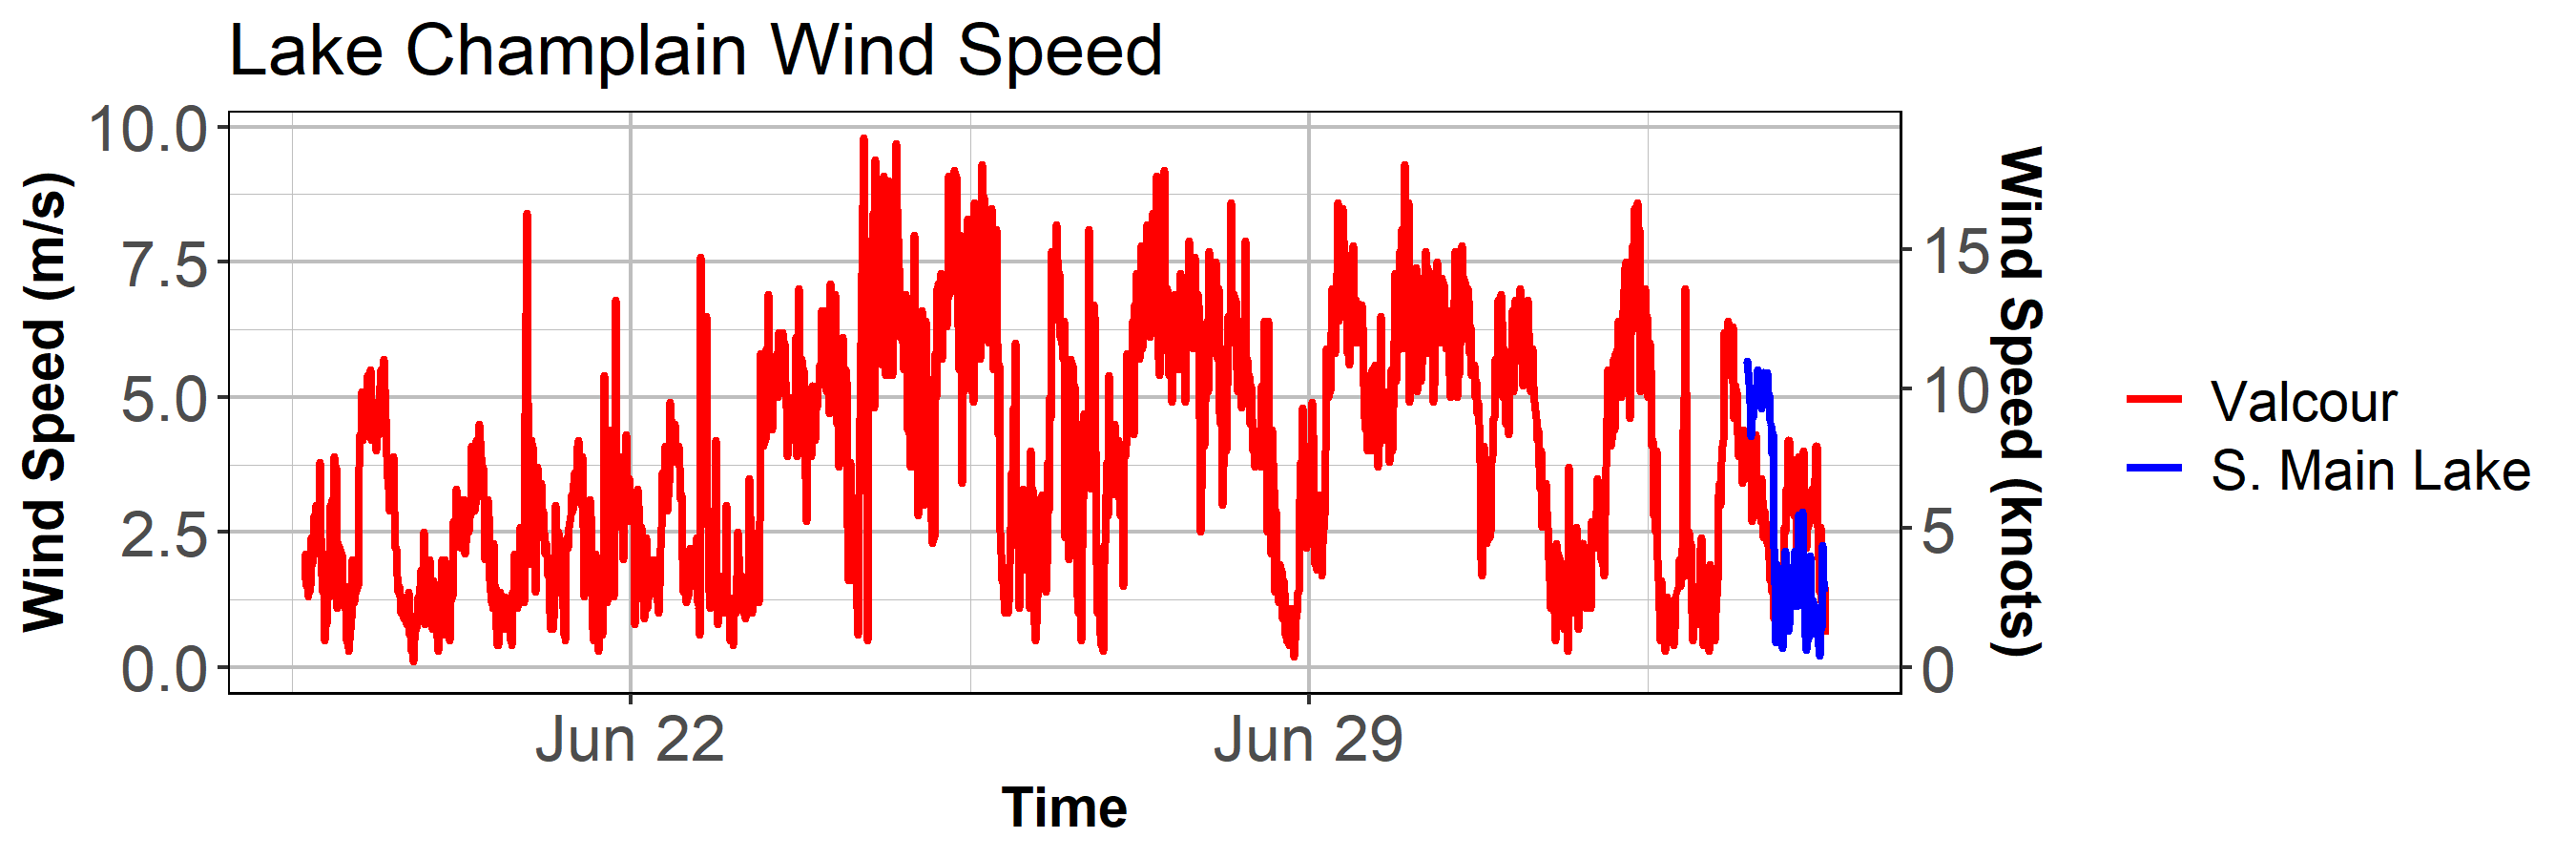 Lake Champlain Wind Speed
Wind Speed (m/s)
10.0
7.5
5.0
2.5
0.0
15
10
5
0
Wind Speed (knots)
Jun 22
Jun 29
Time
Valcour
S. Main Lake